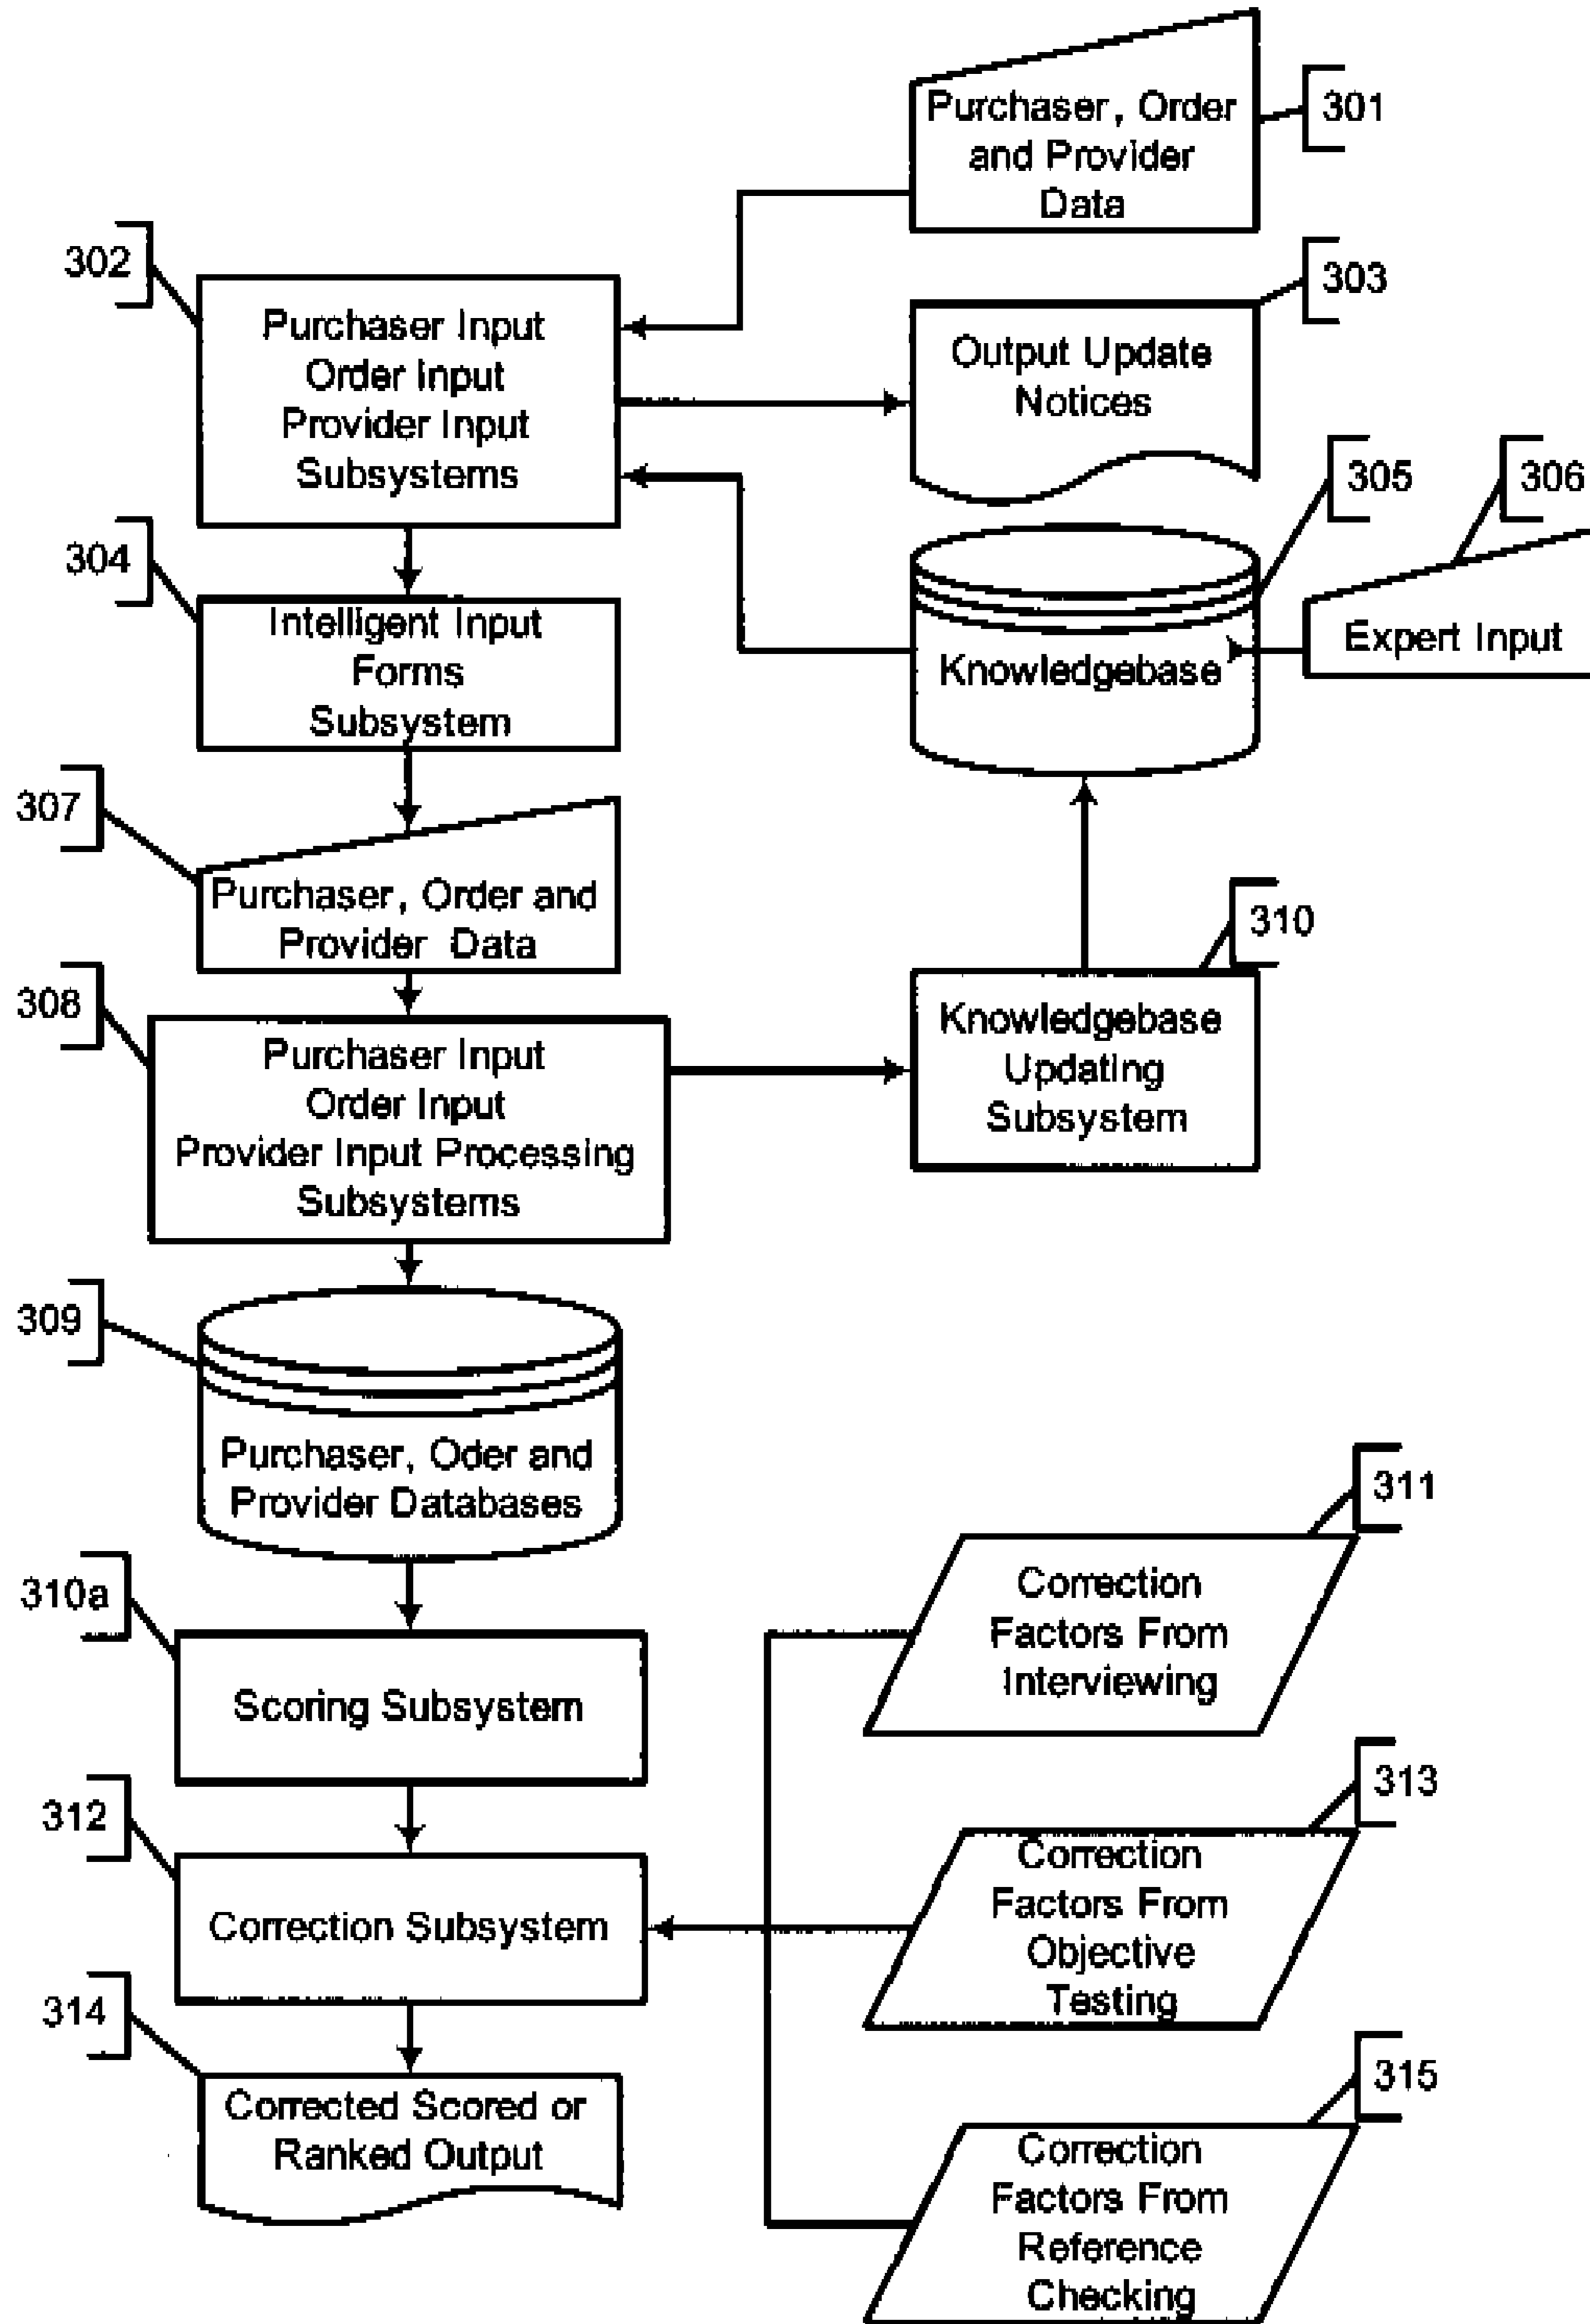 Purchaser, Order
and Provider
Data
301
302
Purchaser Input
Order Input
Provider Input
Subsystems
303
Output Update
Notices
304
Intelligent Input
Forms
Subsystem
305
Knowledgebase
306
Expert Input
307
Purchaser, Order and
Provider Data
308
Purchaser Input
Order Input
Provider Input Processing
Subsystems
310
Knowledgebase
Updating
Subsystem
309
Purchaser, Oder and
Provider Databases
310a
Scoring Subsystem
311
Correction
Factors From
Interviewing
312
Correction Subsystem
313
Correction
Factors From
Objective
Testing
314
Corrected Scored or
Ranked Output
315
Correction
Factors From
Reference
Checking